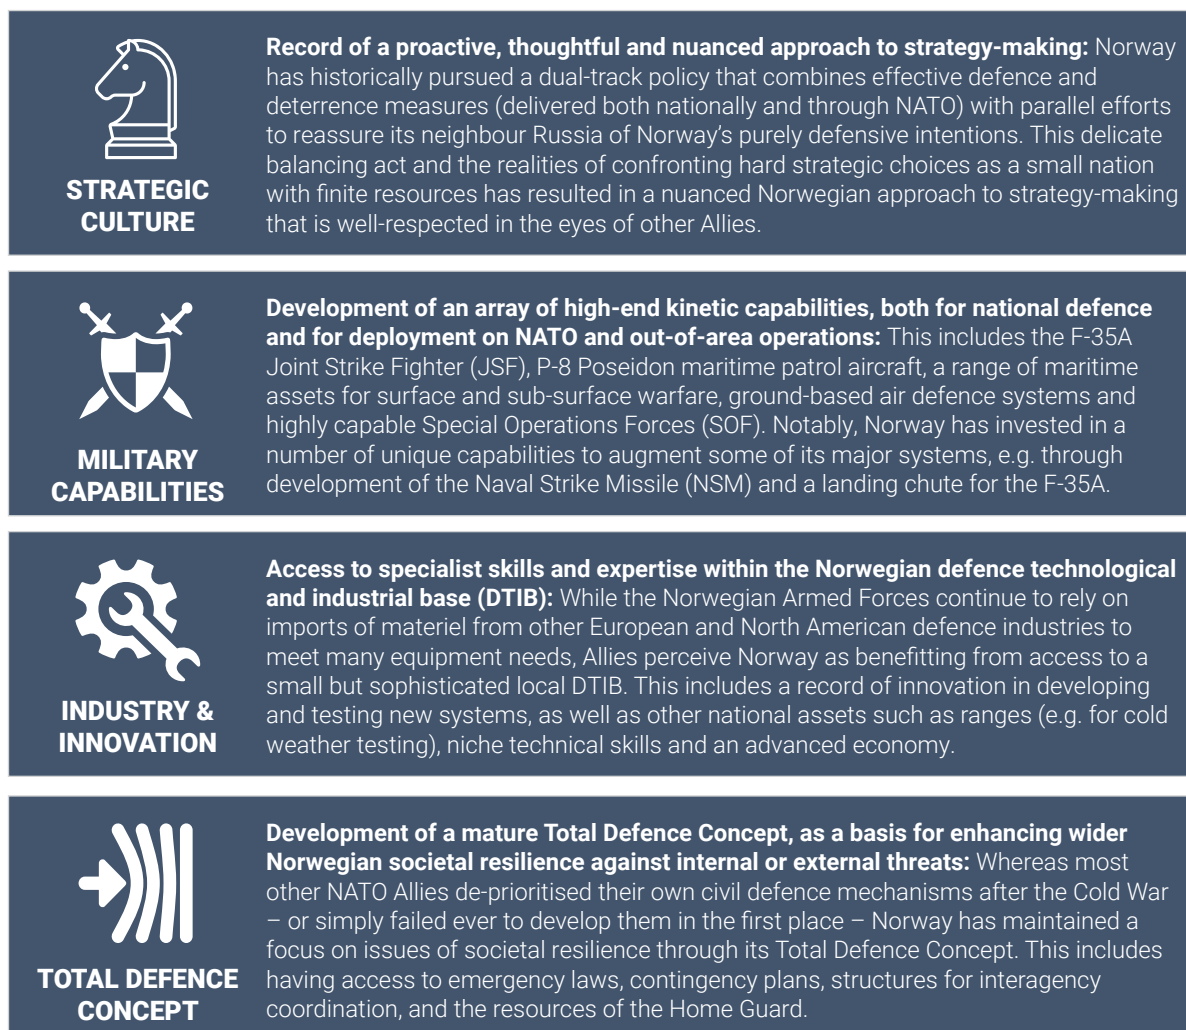 STRATEGIC
CULTURE
Record of a proactive, thoughtful and nuanced approach to strategy-making: Norway
has historically pursued a dual-track policy that combines effective defence and
deterrence measures (delivered both nationally and through NATO) with parallel efforts
to reassure its neighbour Russia of Norway's purely defensive intentions. This delicate
balancing act and the realities of confronting hard strategic choices as a small nation
with finite resources has resulted in a nuanced Norwegian approach to strategy-making
that is well-respected in the eyes of other Allies.
MILITARY
CAPABILITIES
Development of an array of high-end kinetic capabilities, both for national defence
and for deployment on NATO and out-of-area operations: This includes the F-35A
Joint Strike Fighter (JSF), P-8 Poseidon maritime patrol aircraft, a range of maritime
assets for surface and sub-surface warfare, ground-based air defence systems and
highly capable Special Operations Forces (SOF). Notably, Norway has invested in a
number of unique capabilities to augment some of its major systems, e.g. through
development of the Naval Strike Missile (NSM) and a landing chute for the F-35A.
INDUSTRY &
INNOVATION
Access to specialist skills and expertise within the Norwegian defence technological
and industrial base (DTIB): While the Norwegian Armed Forces continue to rely on
imports of materiel from other European and North American defence industries to
meet many equipment needs, Allies perceive Norway as benefitting from access to a
small but sophisticated local DTIB. This includes a record of innovation in developing
and testing new systems, as well as other national assets such as ranges (e.g. for cold
weather testing), niche technical skills and an advanced economy.
TOTAL DEFENCE
CONCEPT
Development of a mature Total Defence Concept, as a basis for enhancing wider
Norwegian societal resilience against internal or external threats: Whereas most
other NATO Allies de-prioritised their own civil defence mechanisms after the Cold War
– or simply failed ever to develop them in the first place – Norway has maintained a
focus on issues of societal resilience through its Total Defence Concept. This includes
having access to emergency laws, contingency plans, structures for interagency
coordination, and the resources of the Home Guard.